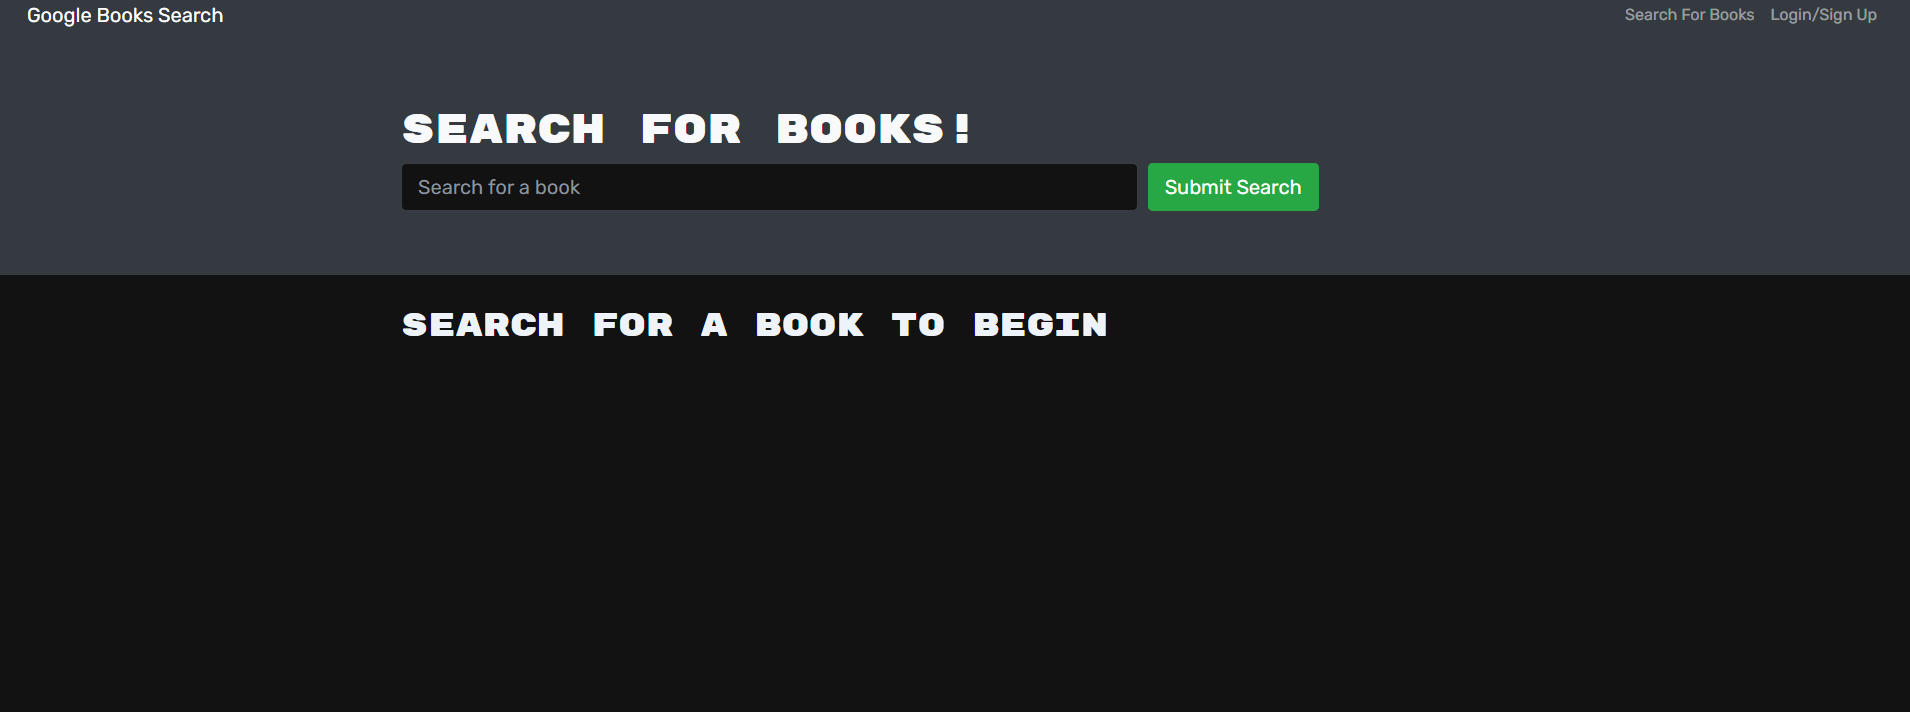 Google Books Search
Search For Books Login/Sign Up
SEARCH FOR BOOKS!
Search for a book
Submit Search
SEARCH FOR A BOOK TO BEGIN